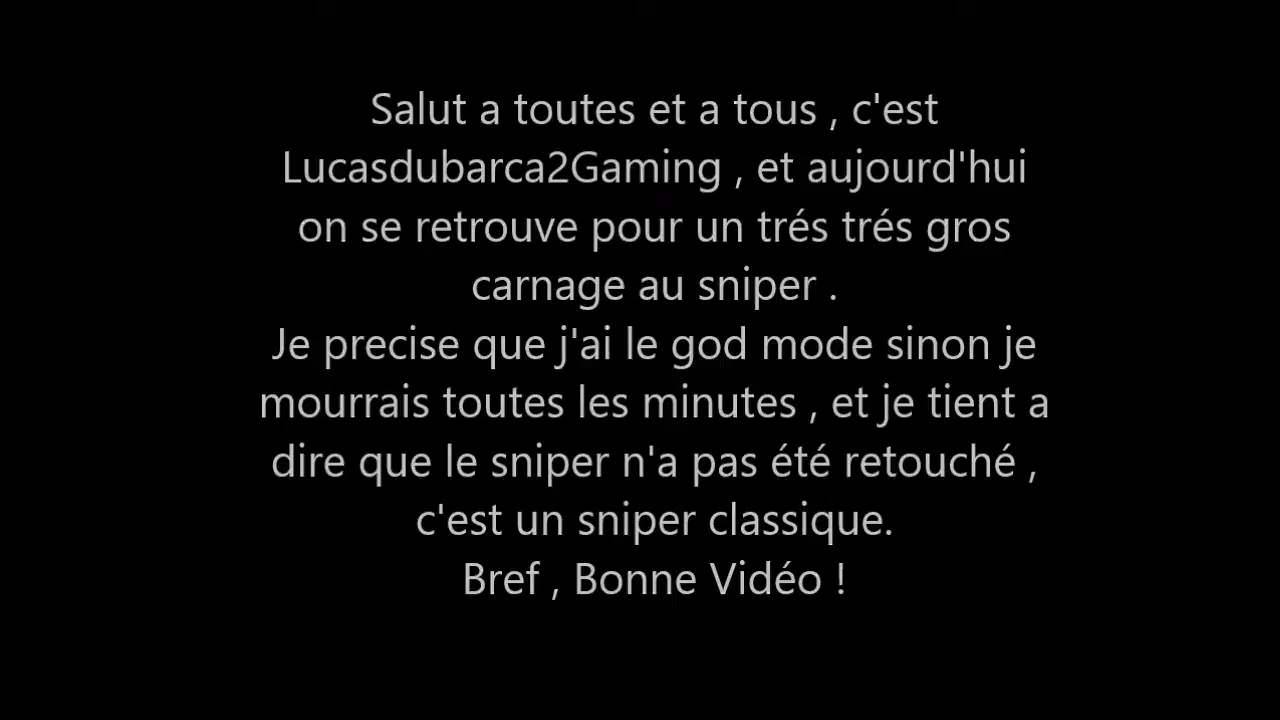 Salut a toutes et a tous , c'est
Lucasdubarca2Gaming , et aujourd'hui
on se retrouve pour un trés trés gros
carnage au sniper .
Je precise que j'ai le god mode sinon je
mourrais toutes les minutes , et je tient a
dire que le sniper n'a pas été retouché ,
c'est un sniper classique.
Bref , Bonne Vidéo !